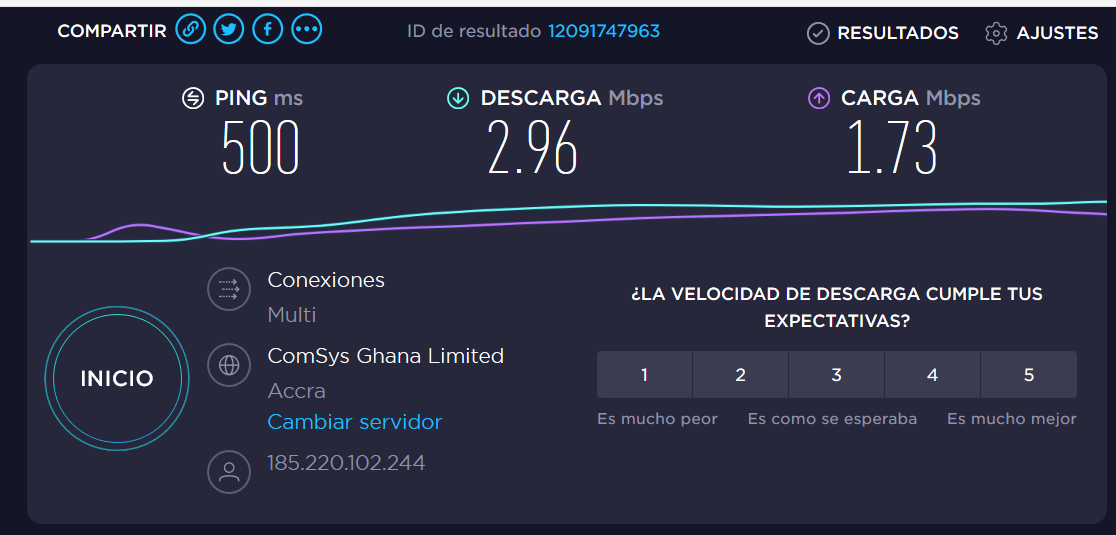 COMPARTIR
ID de resultado 12091747963
RESULTADOS
AJUSTES
PING ms
500
DESCARGA Mbps
2.96
CARGA Mbps
1.73
INICIO
Conexiones
Multi
ComSys Ghana Limited
Accra
Cambiar servidor
185.220.102.244
¿LA VELOCIDAD DE DESCARGA CUMPLE TUS
EXPECTATIVAS?
1 2 3 4 5
Es mucho peor Es como se esperaba Es mucho mejor